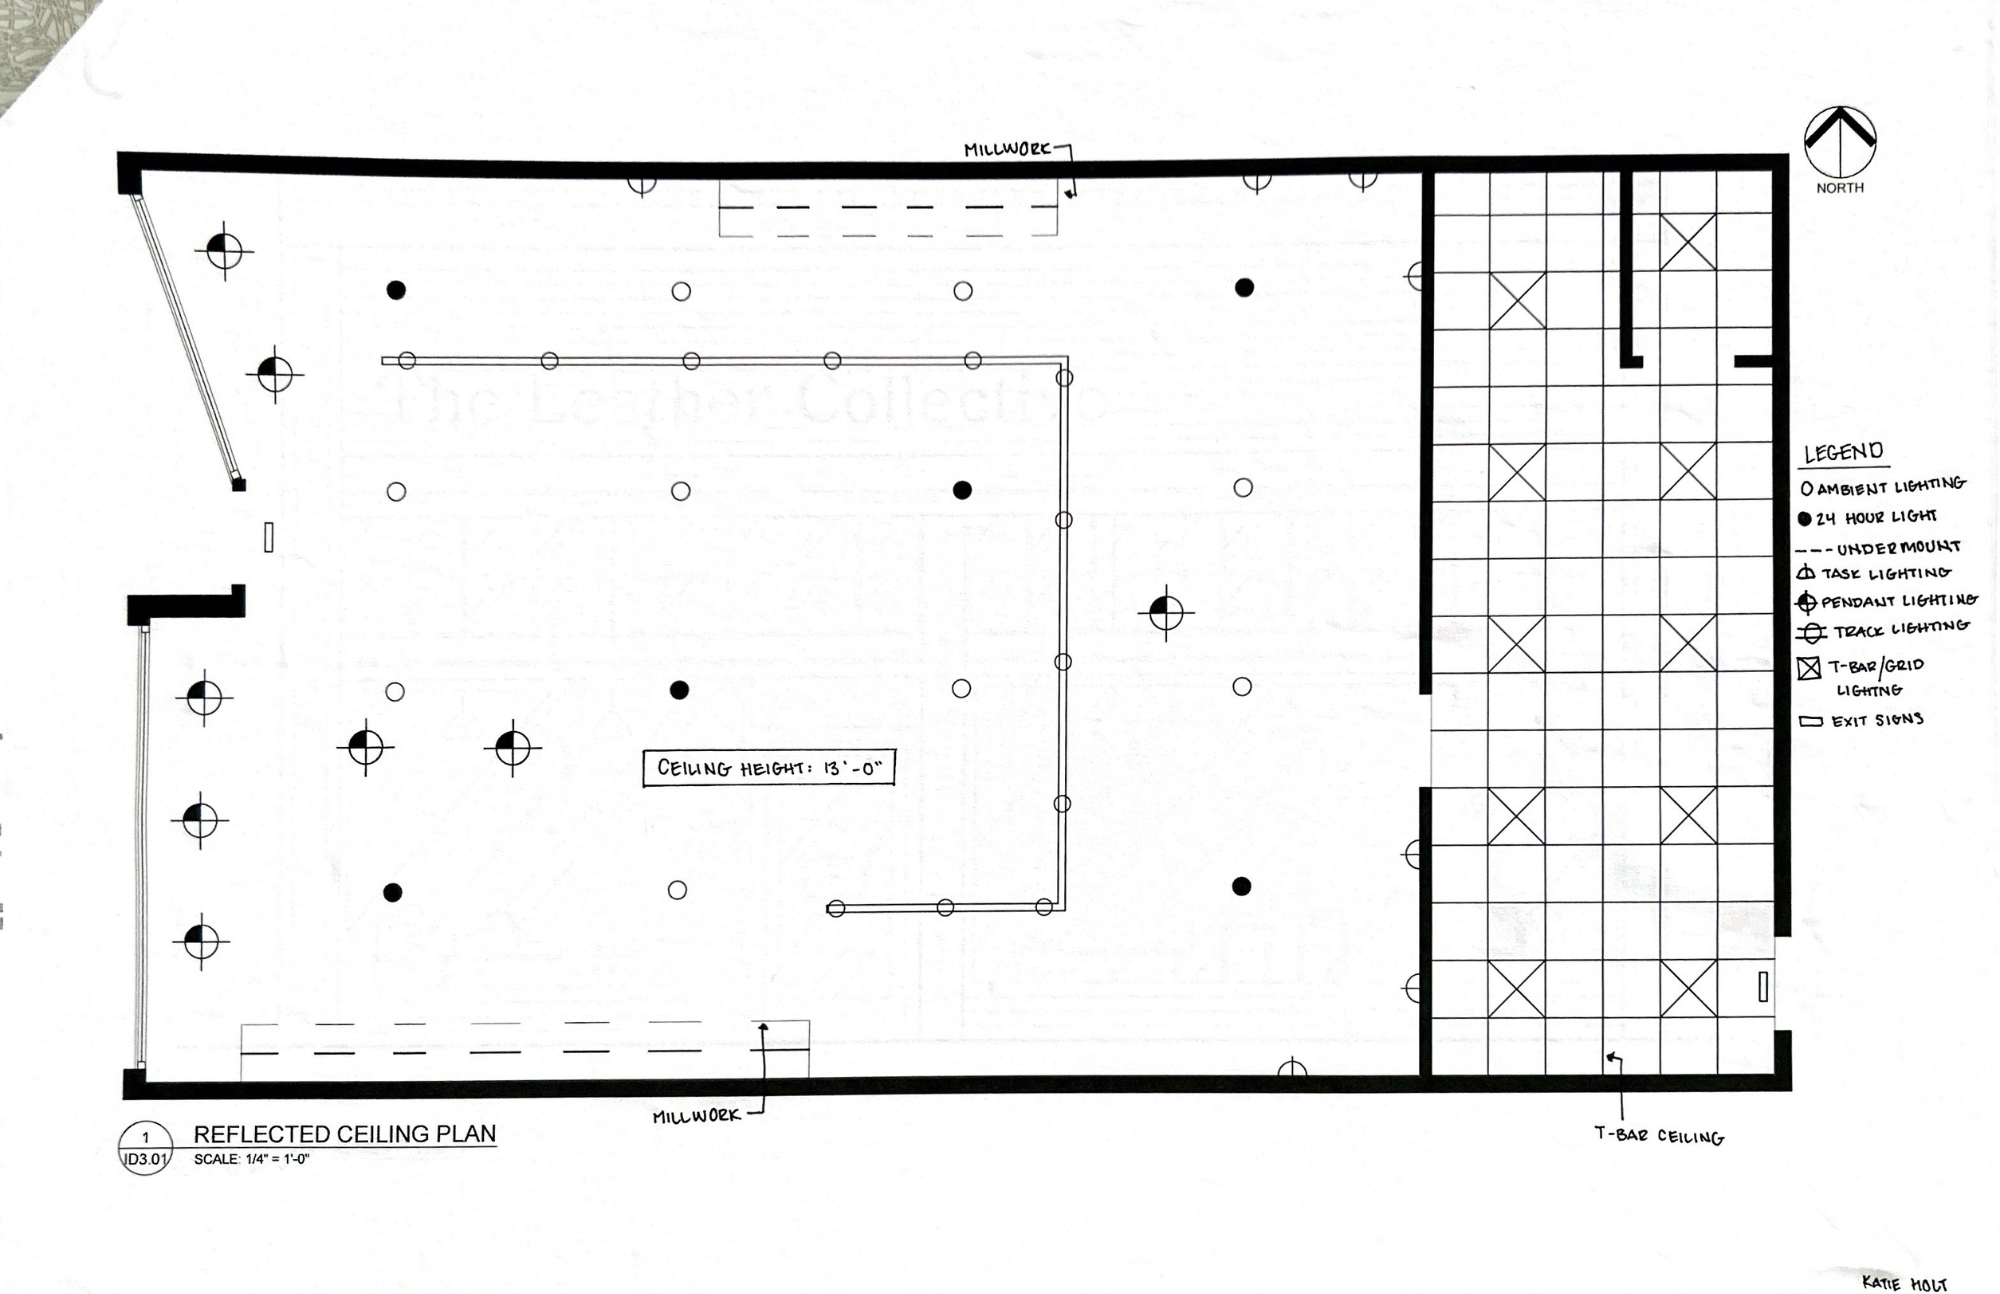 MILLWORK
NORTH
LEGEND
AMBIENT LIGHTING
24 HOUR LIGHT
UNDERMOUNT
TASK LIGHTING
PENDANT LIGHTING
TRACK LIGHTING
T-BAR/GRID
LIGHTNG
EXIT SIGNS
CEILING HEIGHT: 13'-0"
MILLWORK
T-BAR CEILING
1
ID3.01
REFLECTED CEILING PLAN
SCALE: 1/4" = 1'-0"
KATIE HOLT